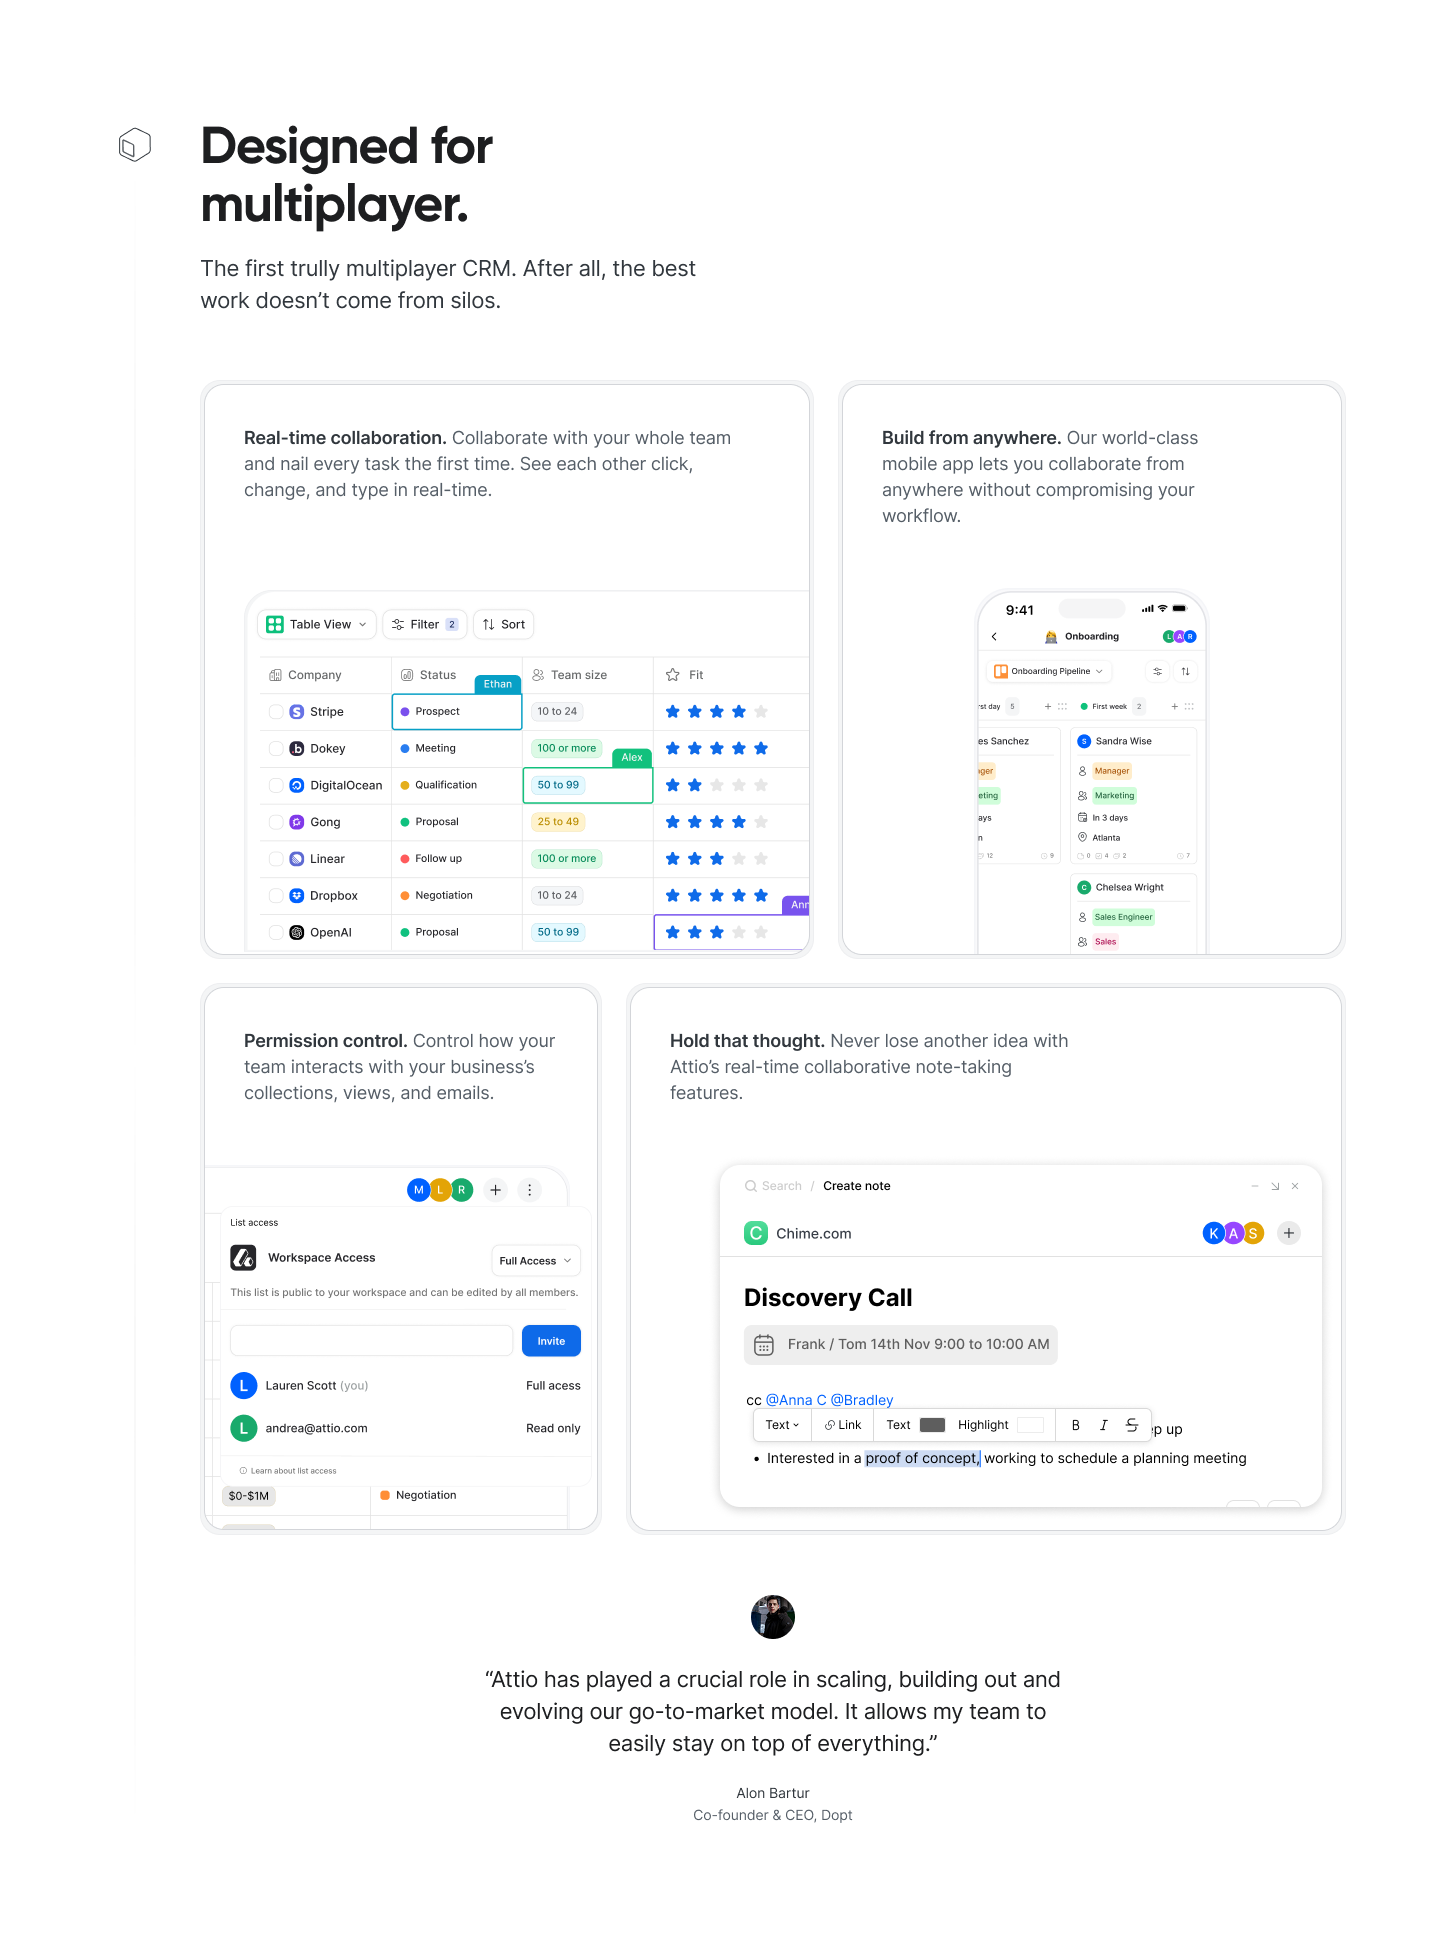 Designed for
multiplayer.
The first trully multiplayer CRM. After all, the best
work doesn’t come from silos.
Real-time collaboration. Collaborate with your whole team
and nail every task the first time. See each other click,
change, and type in real-time.
Table View
Filter 2
Sort
Company Status Team size Fit
Ethan
Stripe Prospect 10 to 24
Dokey Meeting 100 or more
Alex
DigitalOcean Qualification 50 to 99
Gong Proposal 25 to 49
Linear Follow up 100 or more
Dropbox Negotiation 10 to 24
Ann
OpenAI Proposal 50 to 99
Build from anywhere. Our world-class
mobile app lets you collaborate from
anywhere without compromising your
workflow.
9:41
Onboarding L A R
Onboarding Pipeline
rst day 5 First week 2
es Sanchez
ager
eting
ays
n
12 9
S Sandra Wise
Manager
Marketing
In 3 days
Atlanta
0 4 2 7
C Chelsea Wright
Sales Engineer
Sales
Permission control. Control how your
team interacts with your business’s
collections, views, and emails.
M L R
List access
Workspace Access Full Access
This list is public to your workspace and can be edited by all members.
Invite
L Lauren Scott (you) Full acess
L andrea@attio.com Read only
Learn about list access
$0-$1M Negotiation
Hold that thought. Never lose another idea with
Attio’s real-time collaborative note-taking
features.
Search / Create note
C Chime.com K A S
Discovery Call
Frank / Tom 14th Nov 9:00 to 10:00 AM
cc @Anna C @Bradley
Text Link Text Highlight B I S
ep up
• Interested in a proof of concept, working to schedule a planning meeting
“Attio has played a crucial role in scaling, building out and
evolving our go-to-market model. It allows my team to
easily stay on top of everything.”
Alon Bartur
Co-founder & CEO, Dopt